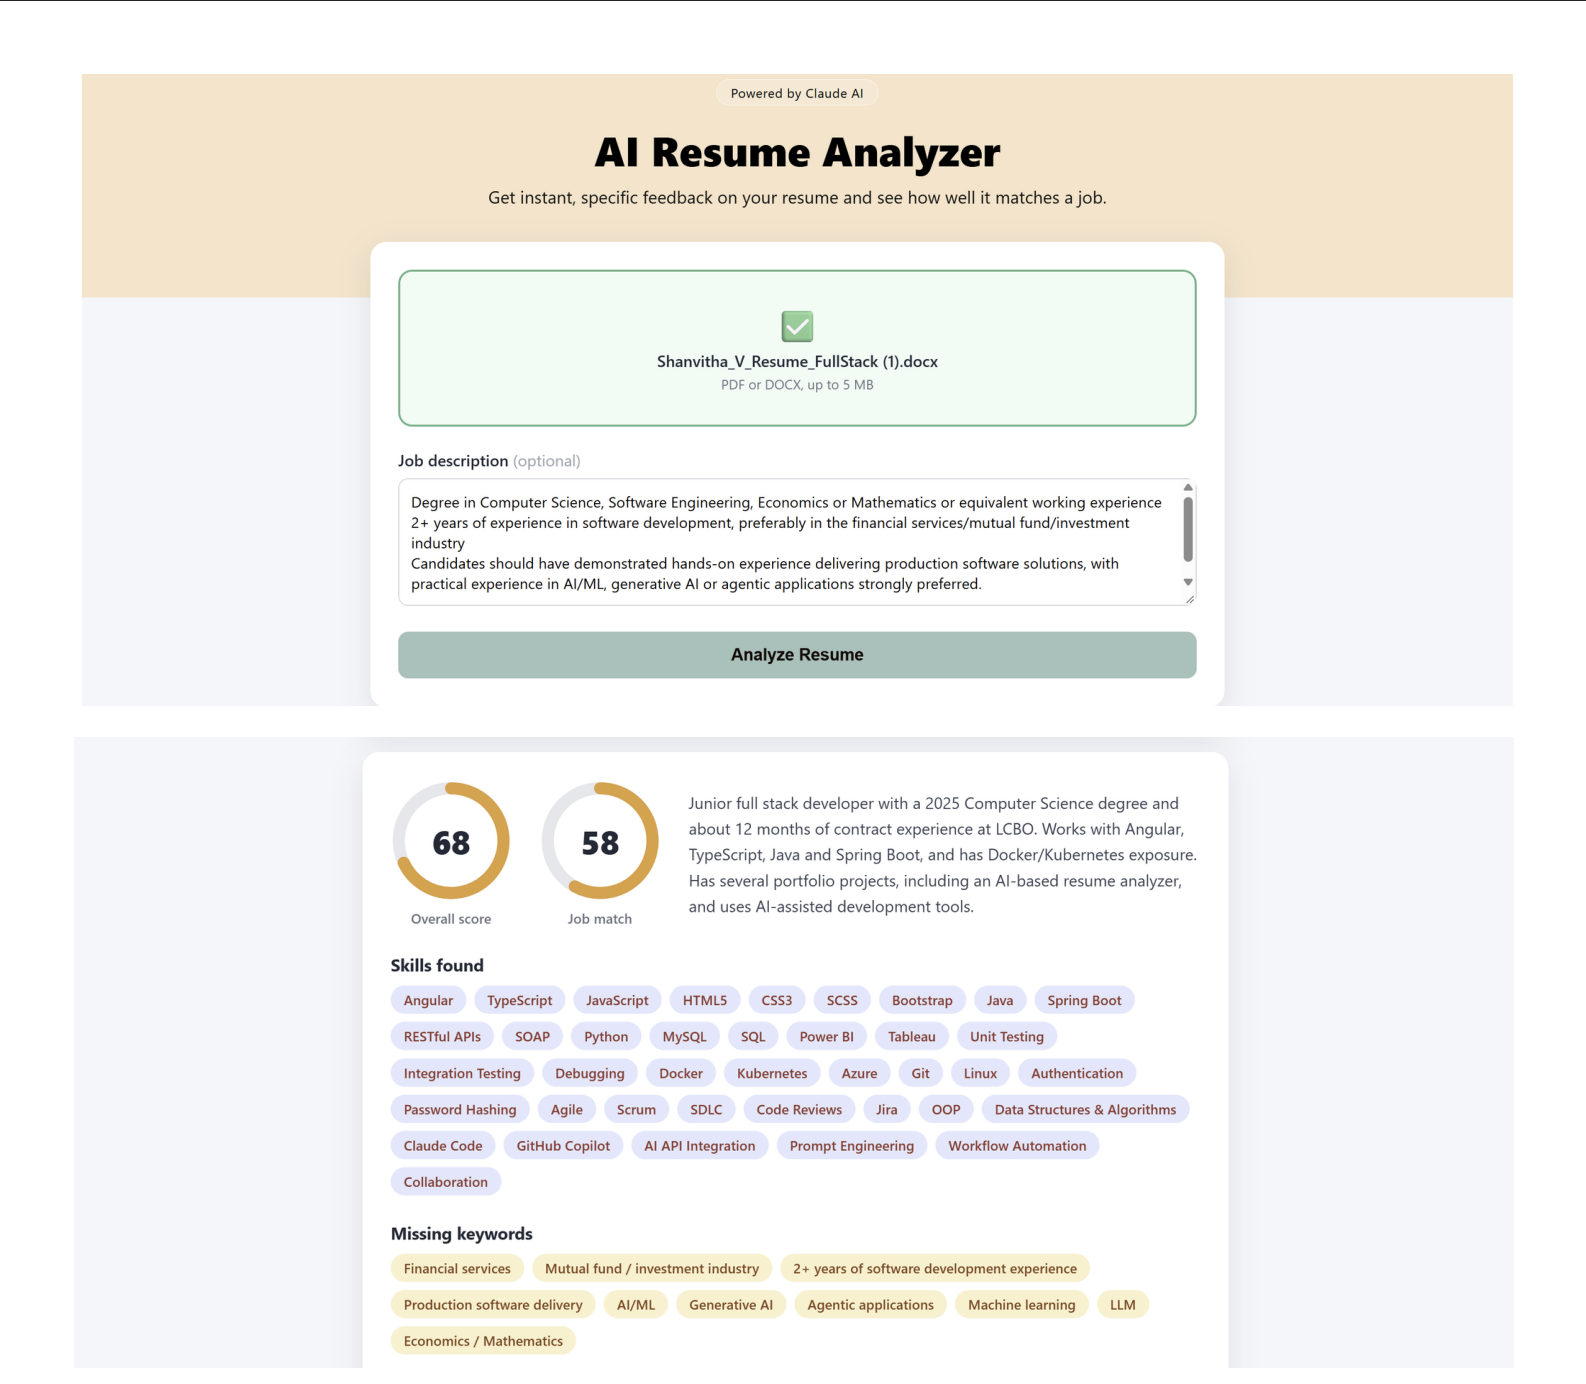 Powered by Claude AI
AI Resume Analyzer
Get instant, specific feedback on your resume and see how well it matches a job.
Shanvitha_V_Resume_FullStack (1).docx
PDF or DOCX, up to 5 MB
Job description (optional)
Degree in Computer Science, Software Engineering, Economics or Mathematics or equivalent working experience
2+ years of experience in software development, preferably in the financial services/mutual fund/investment
industry
Candidates should have demonstrated hands-on experience delivering production software solutions, with
practical experience in AI/ML, generative AI or agentic applications strongly preferred.
Analyze Resume
68
Overall score
58
Job match
Junior full stack developer with a 2025 Computer Science degree and
about 12 months of contract experience at LCBO. Works with Angular,
TypeScript, Java and Spring Boot, and has Docker/Kubernetes exposure.
Has several portfolio projects, including an AI-based resume analyzer,
and uses AI-assisted development tools.
Skills found
Angular TypeScript JavaScript HTML5 CSS3 SCSS Bootstrap Java Spring Boot
RESTful APIs SOAP Python MySQL SQL Power BI Tableau Unit Testing
Integration Testing Debugging Docker Kubernetes Azure Git Linux Authentication
Password Hashing Agile Scrum SDLC Code Reviews Jira OOP Data Structures & Algorithms
Claude Code GitHub Copilot AI API Integration Prompt Engineering Workflow Automation
Collaboration
Missing keywords
Financial services Mutual fund / investment industry 2+ years of software development experience
Production software delivery AI/ML Generative AI Agentic applications Machine learning LLM
Economics / Mathematics